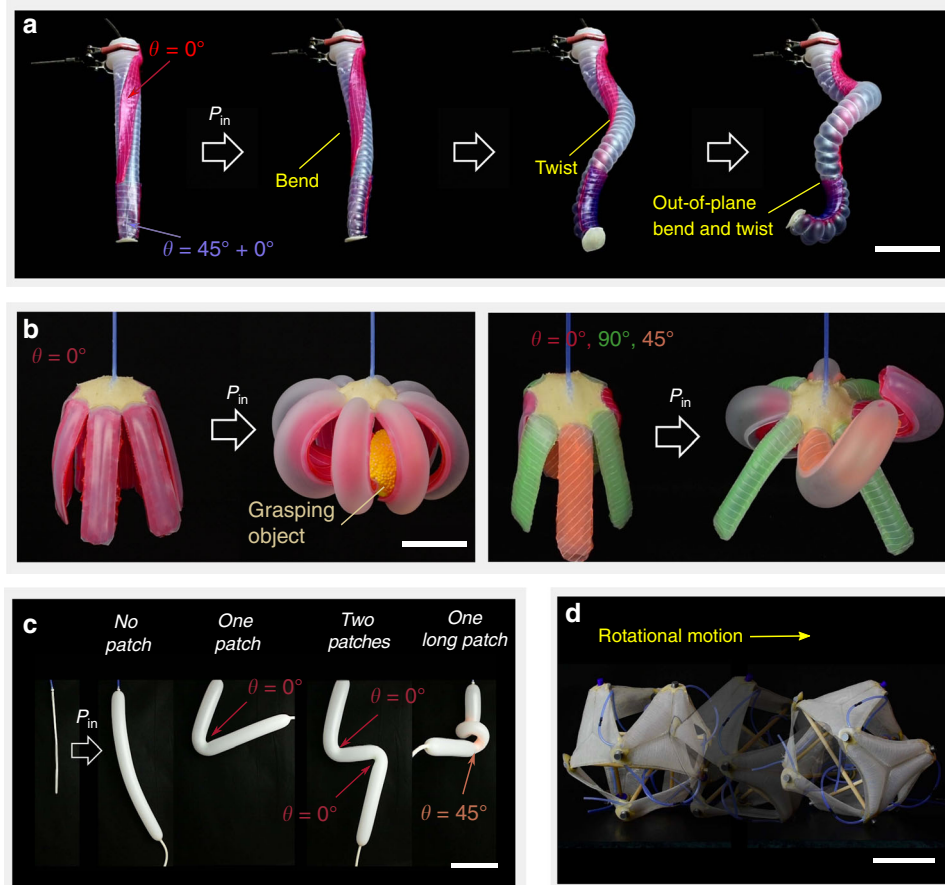 a
θ = 0°
P_in
Bend
Twist
Out-of-plane
bend and twist
θ = 45° + 0°
b
θ = 0°
P_in
Grasping
object
θ = 0°, 90°, 45°
P_in
c
No
patch
One
patch
Two
patches
One
long patch
P_in
θ = 0°
θ = 0°
θ = 0°
θ = 45°
d
Rotational motion